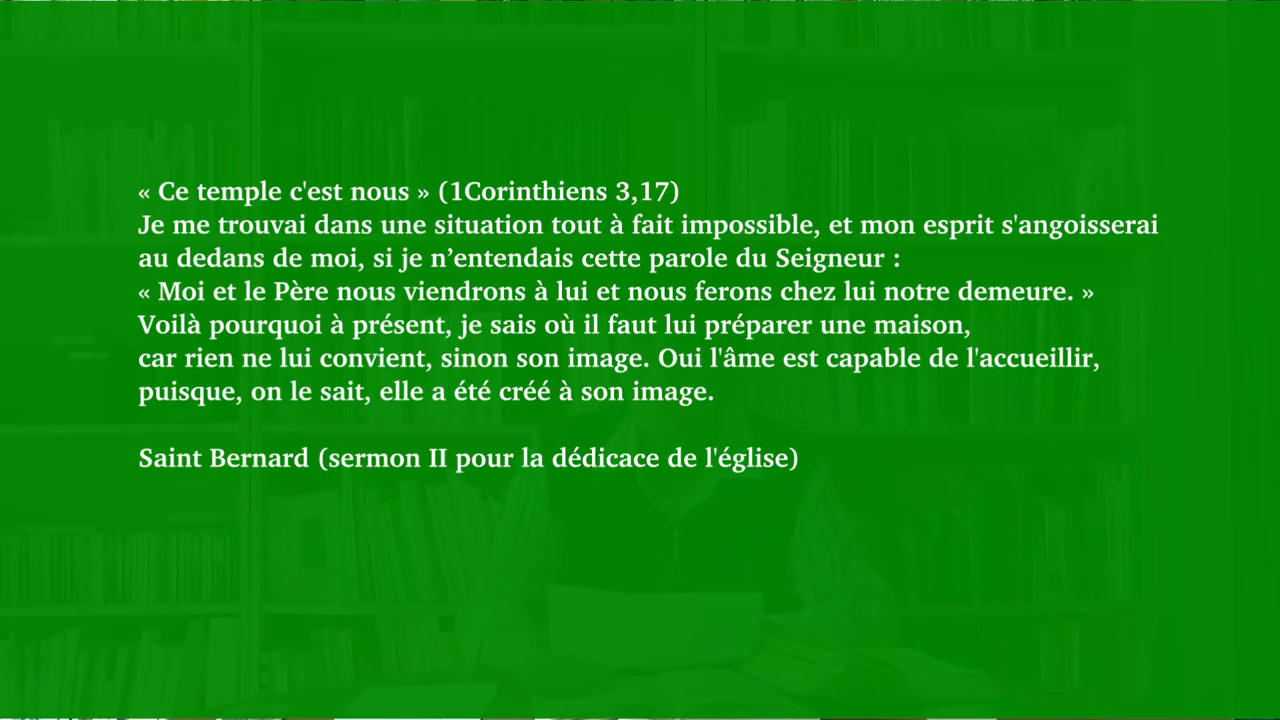 « Ce temple c'est nous » (1Corinthiens 3,17)
Je me trouvai dans une situation tout à fait impossible, et mon esprit s'angoisserai
au dedans de moi, si je n’entendais cette parole du Seigneur :
« Moi et le Père nous viendrons à lui et nous ferons chez lui notre demeure. »
Voilà pourquoi à présent, je sais où il faut lui préparer une maison,
car rien ne lui convient, sinon son image. Oui l'âme est capable de l'accueillir,
puisque, on le sait, elle a été créé à son image.
Saint Bernard (sermon II pour la dédicace de l'église)